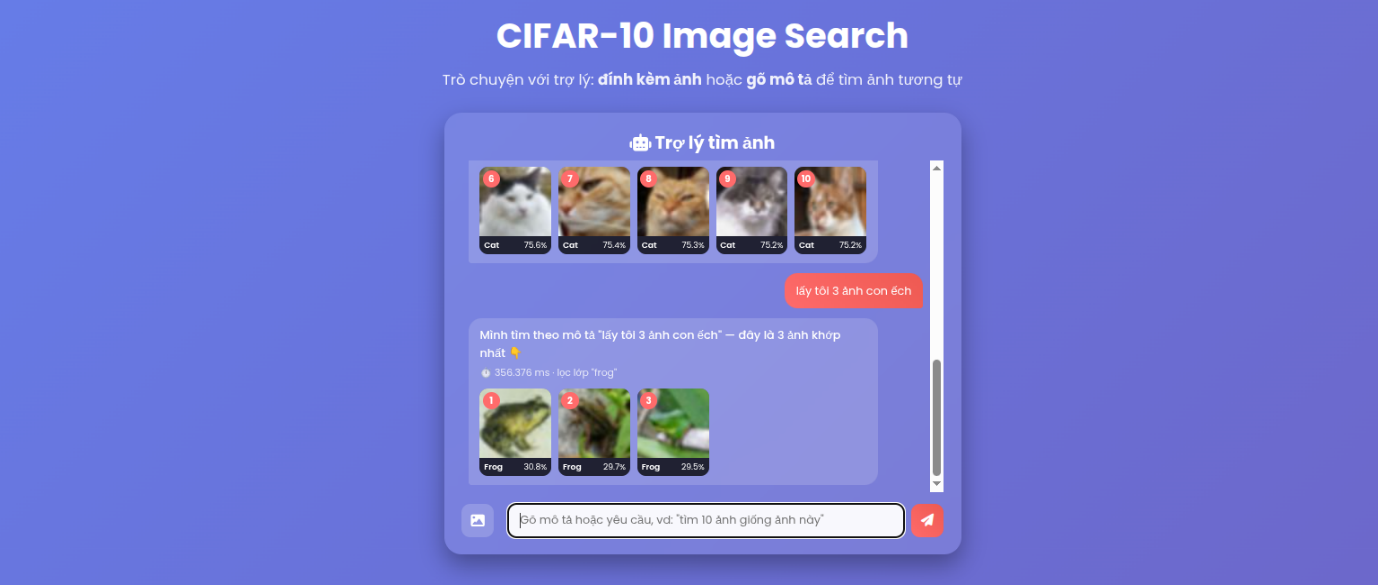 CIFAR-10 Image Search
Trò chuyện với trợ lý: đính kèm ảnh hoặc gõ mô tả để tìm ảnh tương tự
Trợ lý tìm ảnh
6 7 8 9 10
Cat 75.6% Cat 75.4% Cat 75.3% Cat 75.2% Cat 75.2%
lấy tôi 3 ảnh con ếch
Mình tìm theo mô tả "lấy tôi 3 ảnh con ếch" — đây là 3 ảnh khớp
nhất 👇
⏱️ 356.376 ms · lọc lớp "frog"
1 2 3
Frog 30.8% Frog 29.7% Frog 29.5%
Gõ mô tả hoặc yêu cầu, vd: "tìm 10 ảnh giống ảnh này"